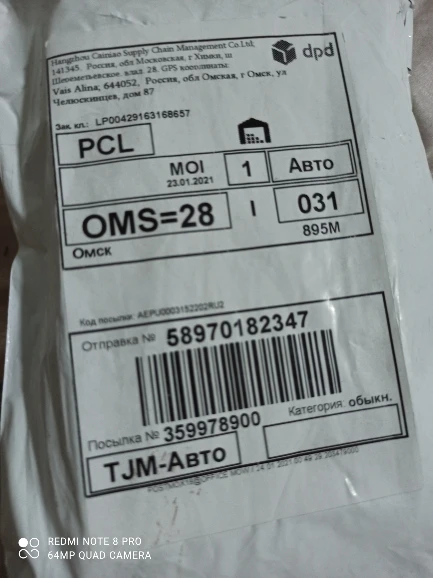 Hangzhou Cainiao Supply Chain Management Co.Ltd,
dpd
141345, Россия, обл Московская, г Химки, ш
Шереметьевское, влад 28, GPS координаты:
Vais Alina, 644052, Россия, обл Омская, г Омск, ул
Челюскинцев, дом 87
Зак. кл.: LP00429163168657
PCL
MOI 1 Авто
23.01.2021
OMS=28 I 031
Омск 895M
Код посылки: AEPU0003152202RU2
Отправка № 58970182347
Посылка № 359978900 Категория: обыкн.
TJM-Авто
REDMI NOTE 8 PRO
64MP QUAD CAMERA